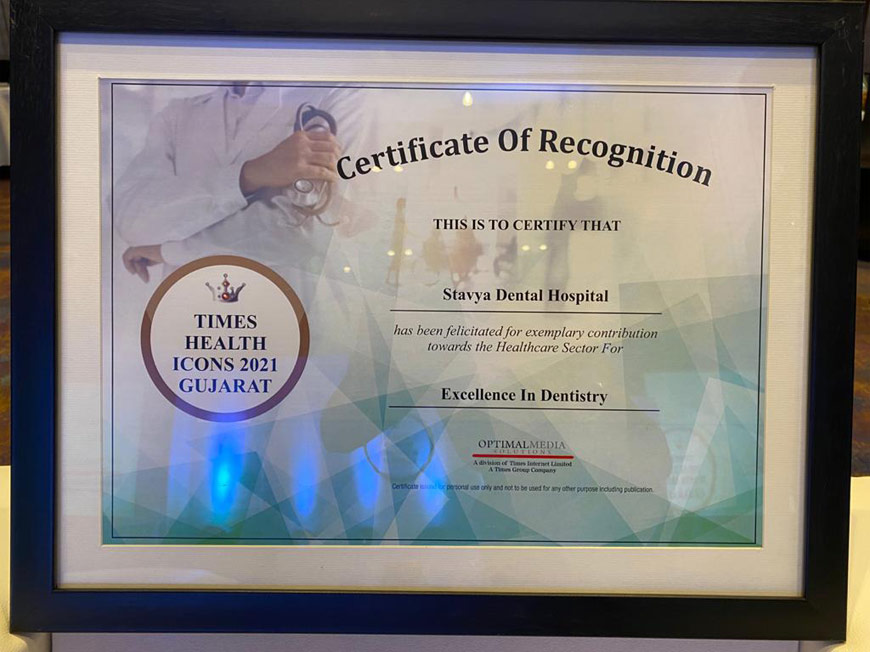 Certificate Of Recognition
THIS IS TO CERTIFY THAT
Stavya Dental Hospital
has been felicitated for exemplary contribution
towards the Healthcare Sector For
Excellence In Dentistry
TIMES
HEALTH
ICONS 2021
GUJARAT
OPTIMALMEDIA
SOLUTIONS
A division of Times Internet Limited
A Times Group Company
Certificate for personal use only and not to be used for any other purpose including publication.